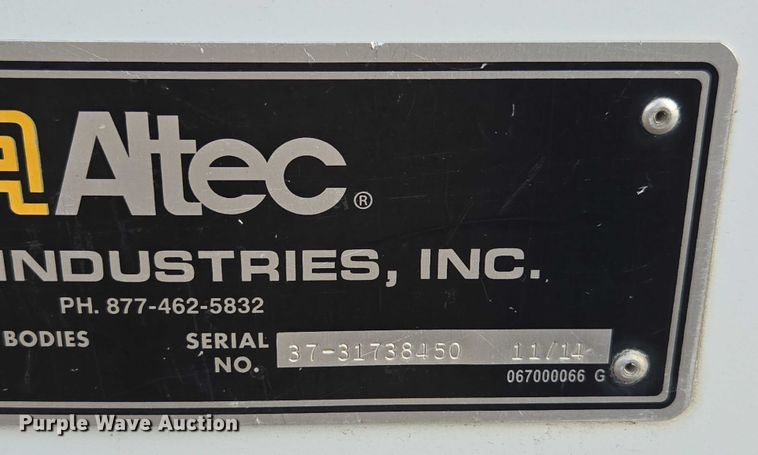 Altec®
INDUSTRIES, INC.
PH. 877-462-5832
BODIES SERIAL NO. 37-31738450 11/14
067000066 G
Purple Wave Auction